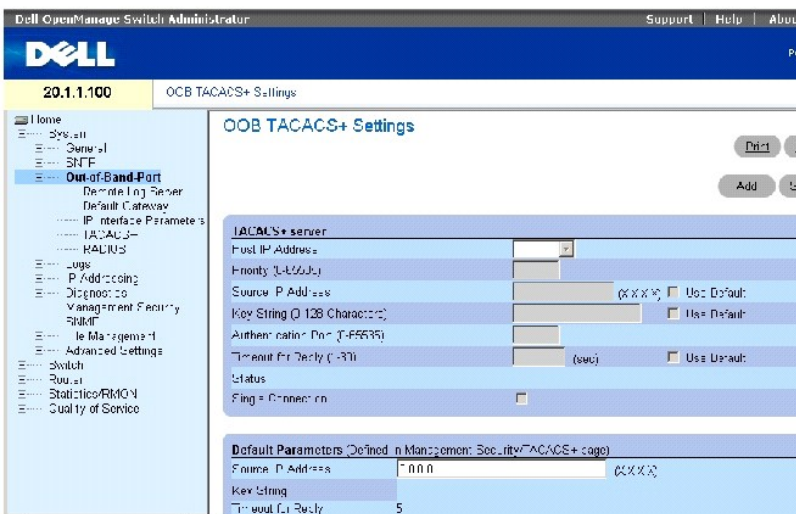 Dell OpenManage Switch Administrator
Support | Help |
DELL
20.1.1.100
OOB TACACS+ Settings
Home
System
General
SNTP
Out-of-Band-Port
Remote Log Server
Default Gateway
IP Interface Parameters
TACACS+
RADIUS
Logs
IP Addressing
Diagnostics
Management Security
SNMP
File Management
Advanced Settings
Switch
Router
Statistics/RMON
Quality of Service
OOB TACACS+ Settings
Print
Add
TACACS+ server
Host IP Address
Priority (0-65535)
Source IP Address (X.X.X.X) Use Default
Key String (0-128 Characters) Use Default
Authentication Port (0-65535)
Timeout for Reply (1-30) (sec) Use Default
Status
Single Connection
Default Parameters (Defined in Management Security/TACACS+ page)
Source IP Address 0.0.0.0 (X.X.X.X)
Key String
Timeout for Reply 5